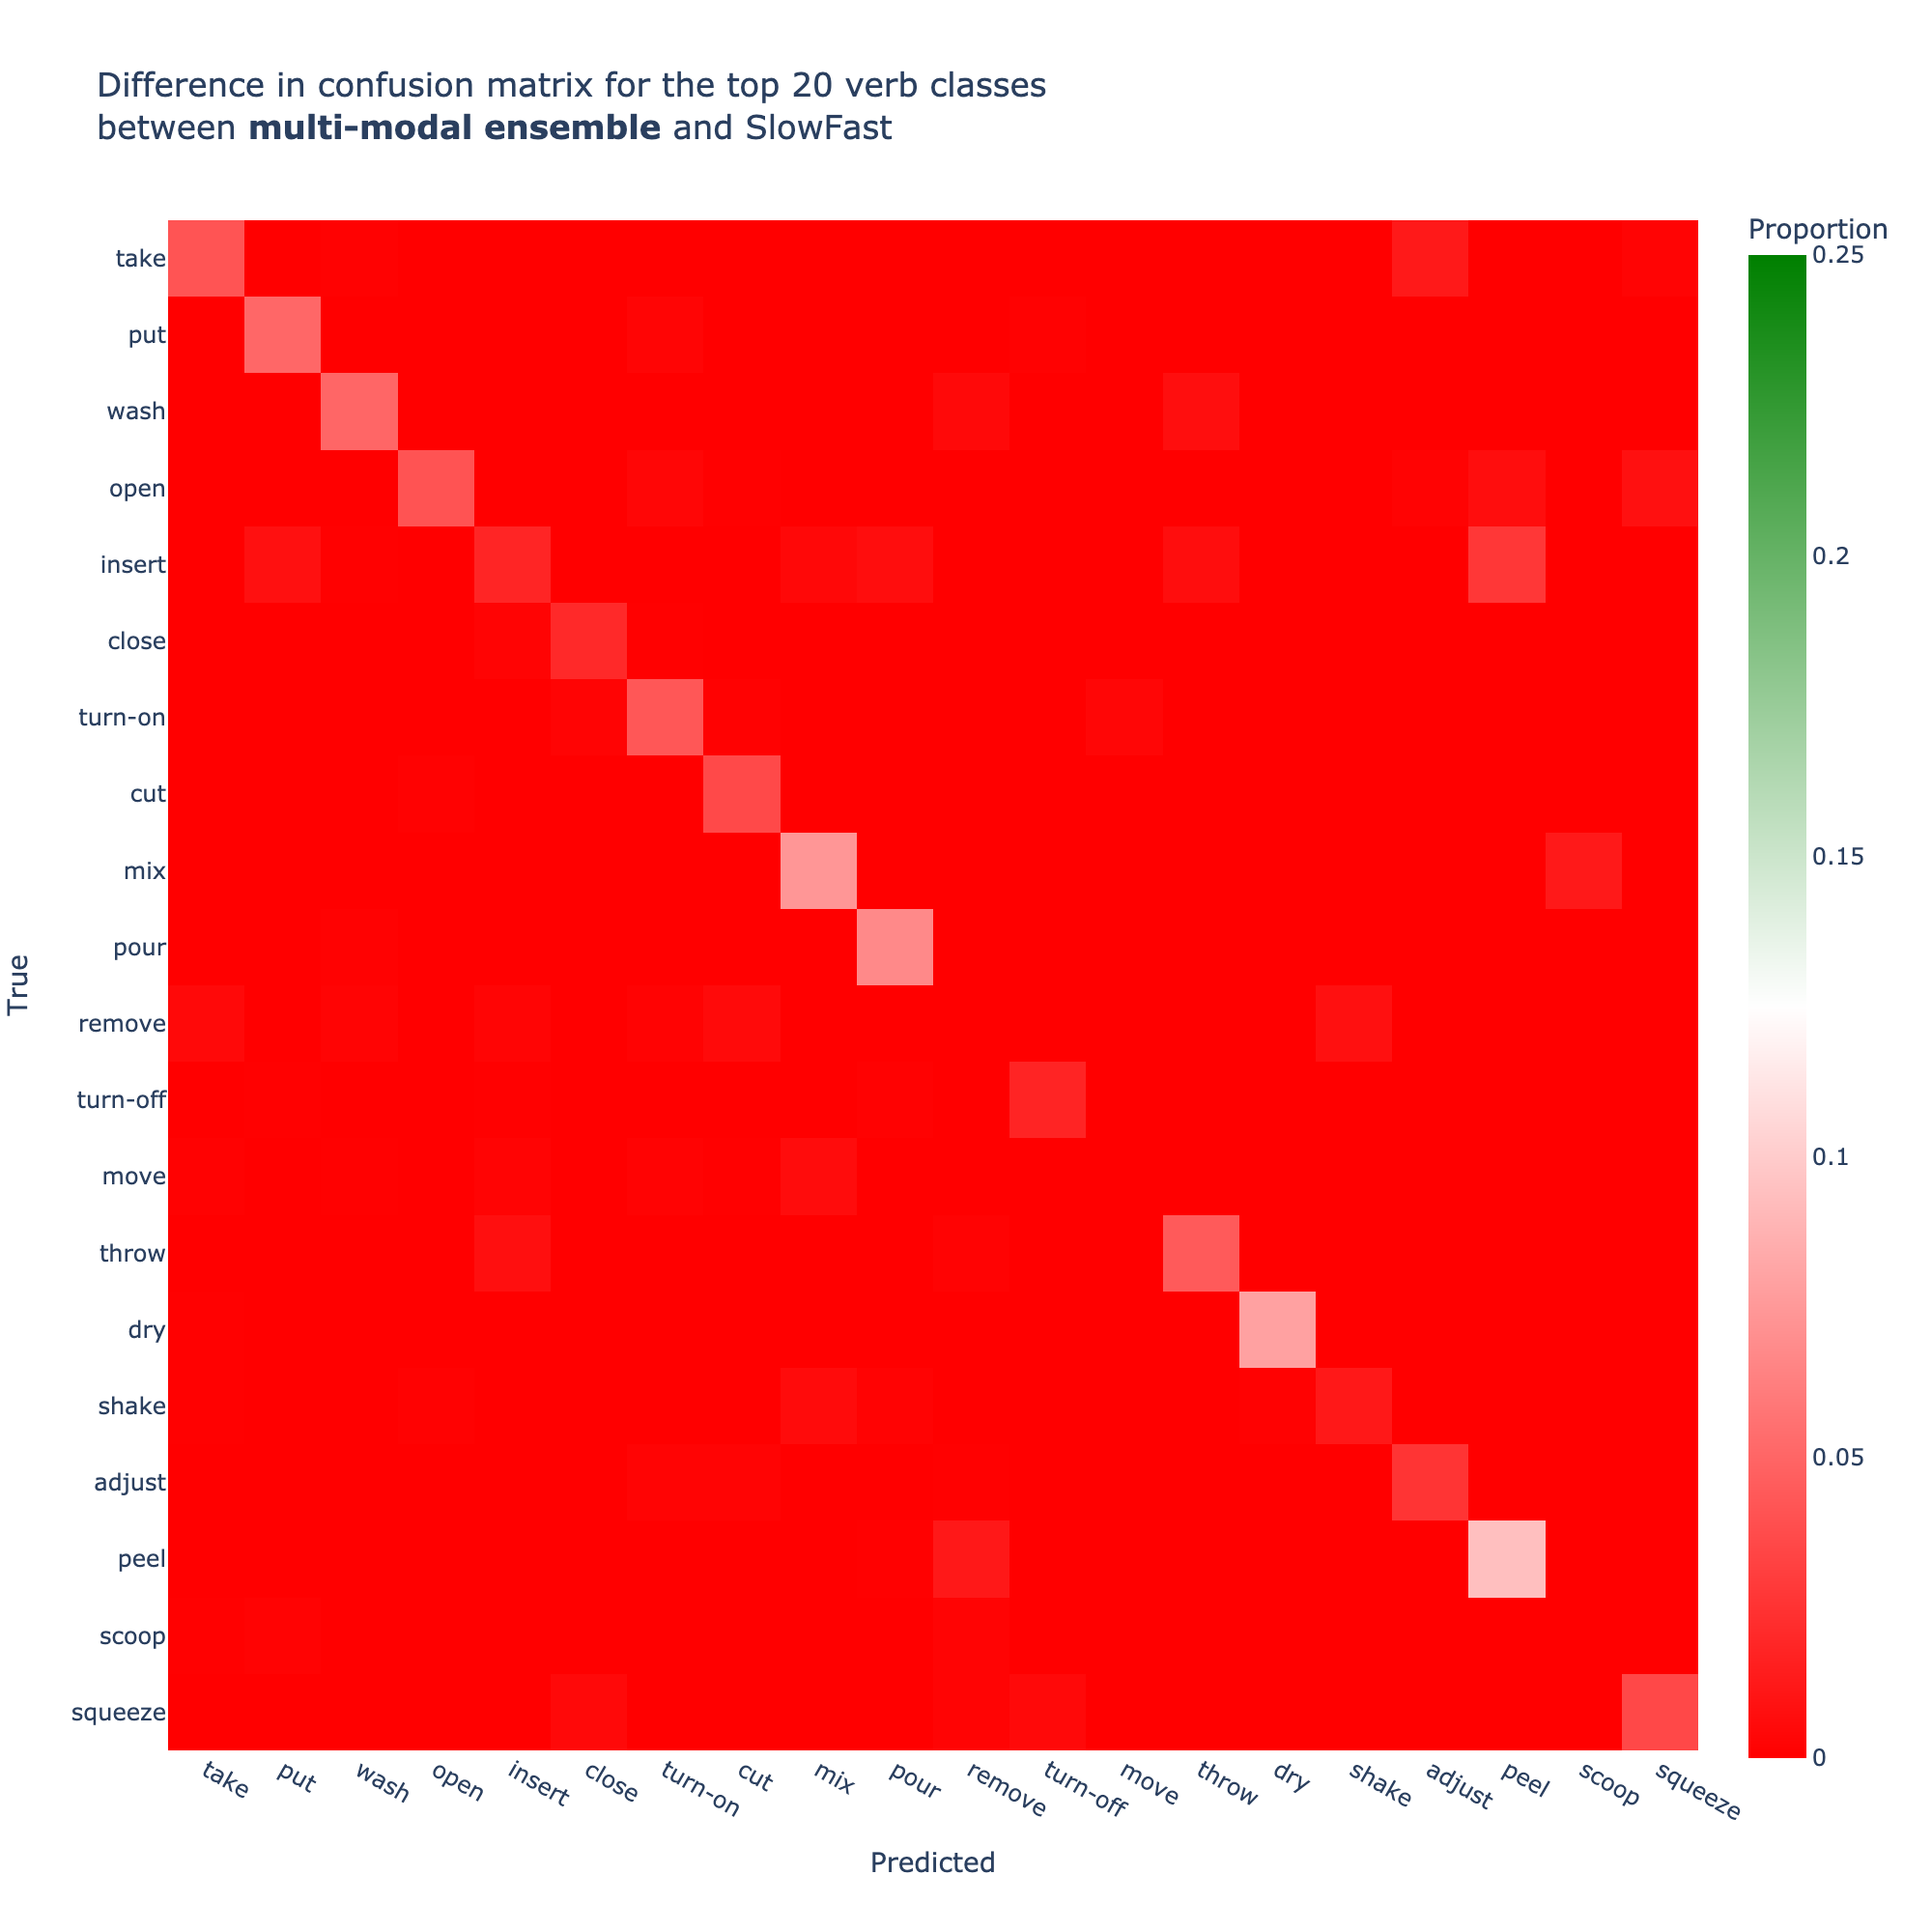 Difference in confusion matrix for the top 20 verb classes
between multi-modal ensemble and SlowFast
Proportion
0.25
0.2
0.15
0.1
0.05
0
True
take
put
wash
open
insert
close
turn-on
cut
mix
pour
remove
turn-off
move
throw
dry
shake
adjust
peel
scoop
squeeze
take
put
wash
open
insert
close
turn-on
cut
mix
pour
remove
turn-off
move
throw
dry
shake
adjust
peel
scoop
squeeze
Predicted